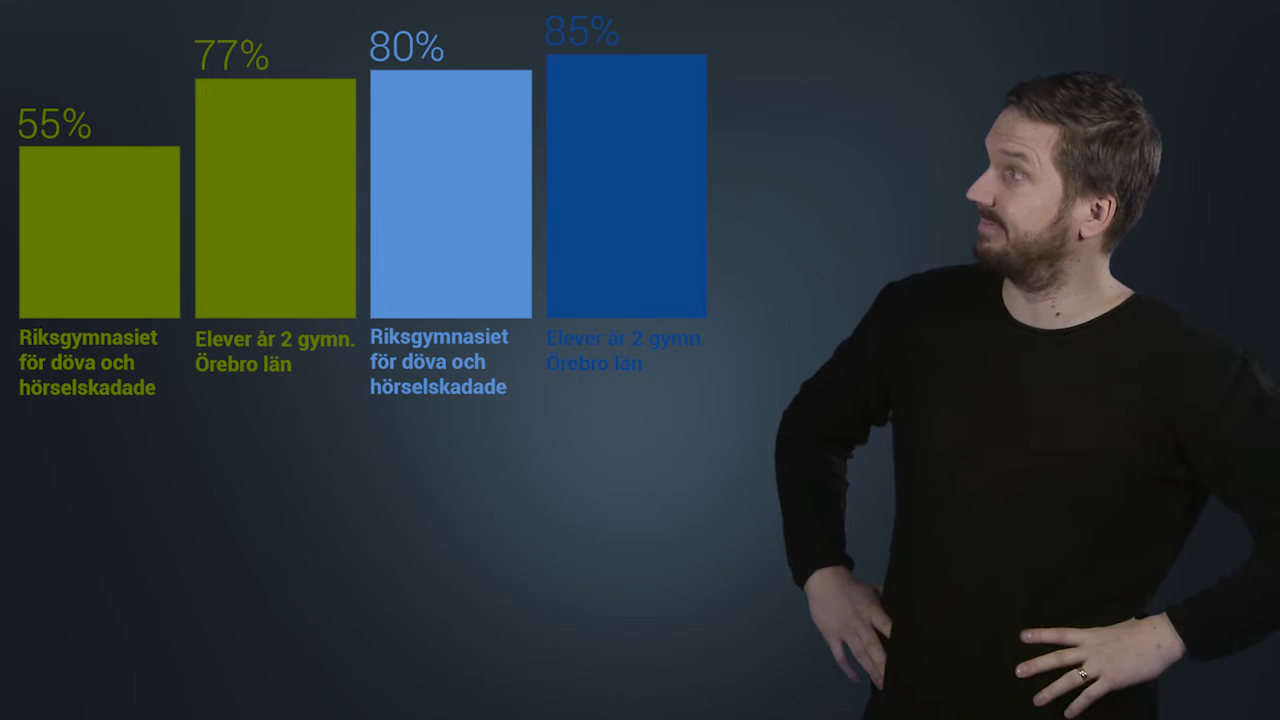 55%
77%
80%
85%
Riksgymnasiet
för döva och
hörselskadade
Elever år 2 gymn.
Örebro län
Riksgymnasiet
för döva och
hörselskadade
Elever år 2 gymn.
Örebro län